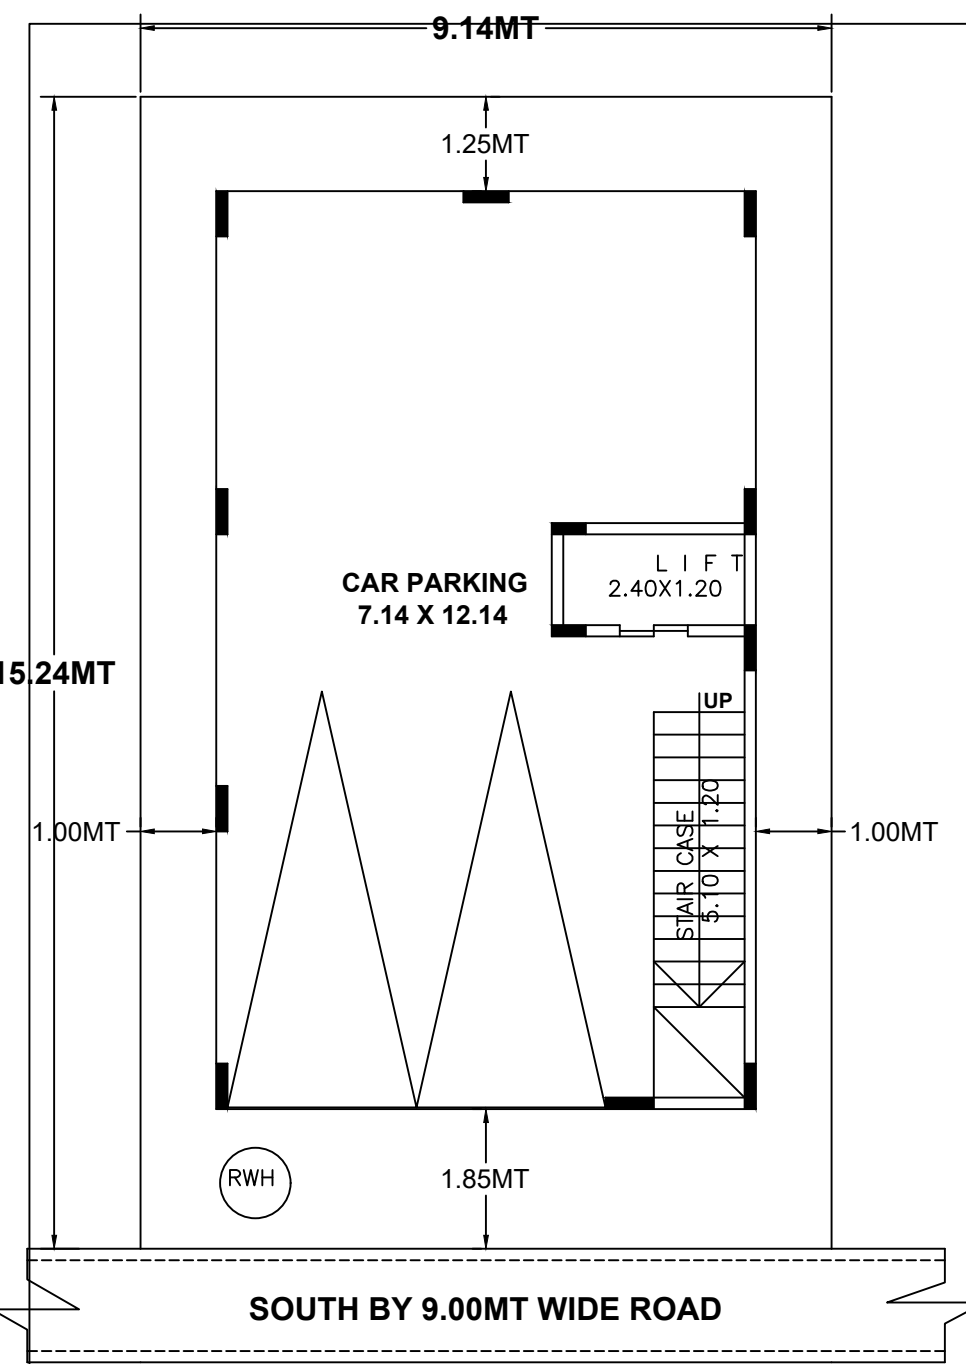 9.14MT
1.25MT
L I F T
2.40X1.20
CAR PARKING
7.14 X 12.14
15.24MT
UP
STAIR CASE
5.10 X 1.20
1.00MT
1.00MT
RWH
1.85MT
SOUTH BY 9.00MT WIDE ROAD